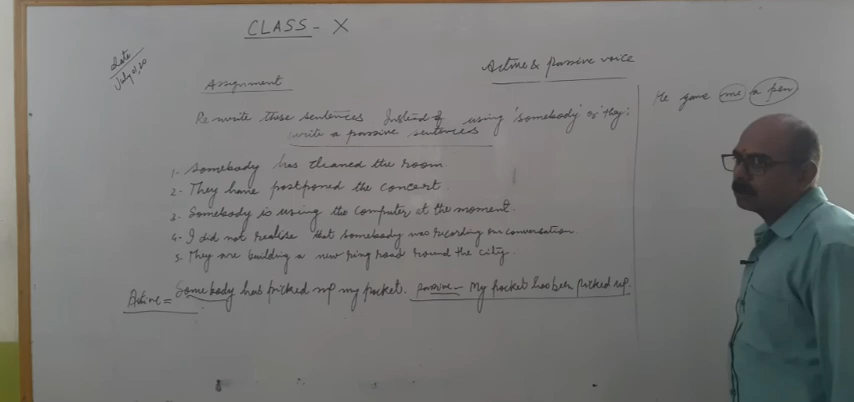 CLASS - X
Date
July 9, 20
Active & passive voice
Assignment
Re write those sentences Instead of using 'somebody' or 'they':
write a passive sentences
1- Somebody has cleaned the room.
2- They have postponed the concert.
3- Somebody is using the computer at the moment.
4- I did not realise that somebody was recording our conversation.
5. They are building a new ring road round the city.
Active = Somebody has picked up my pockets. passive - My pocket has been picked up.
He gave me a pen